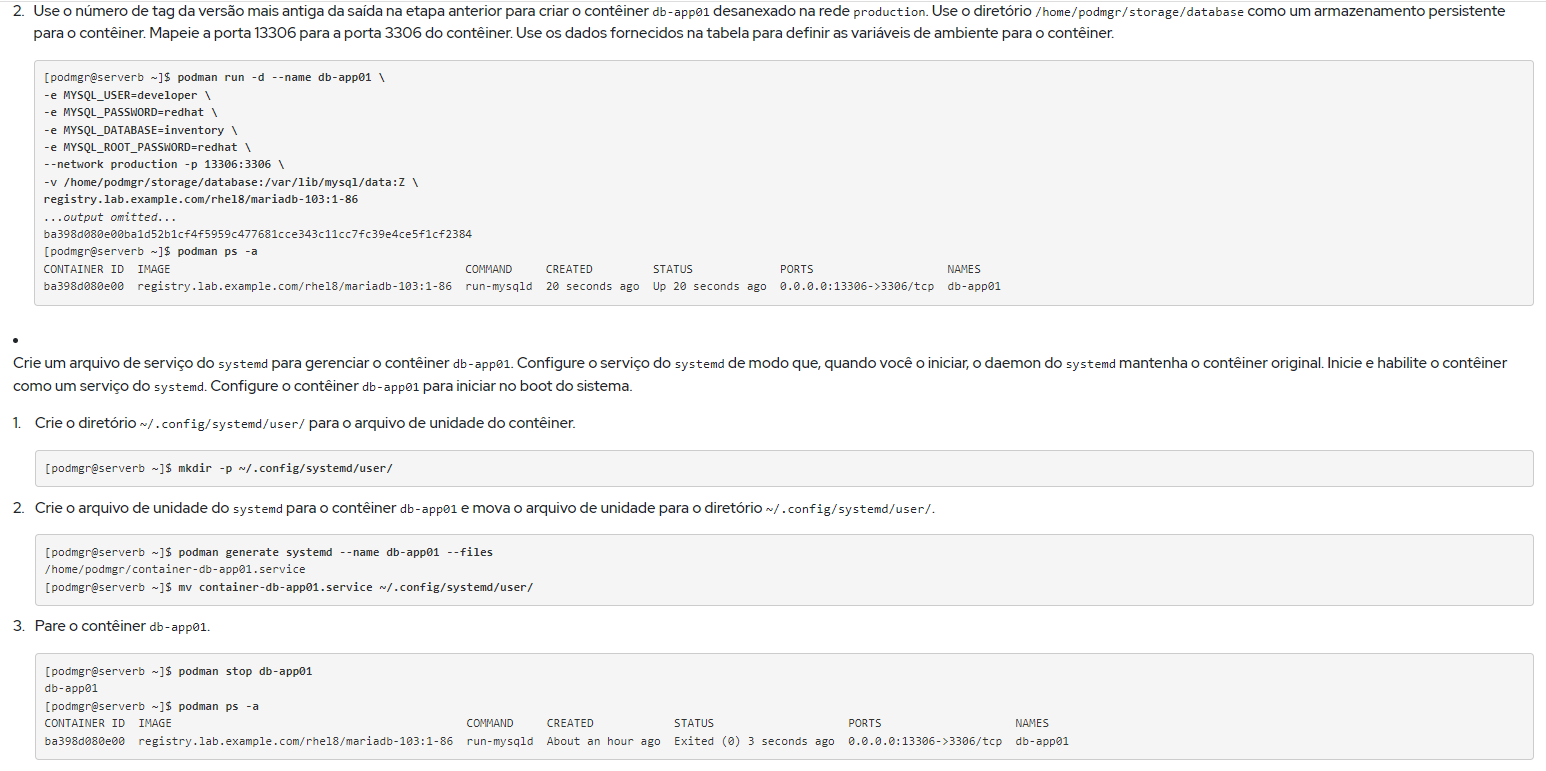 2. Use o número de tag da versão mais antiga da saída na etapa anterior para criar o contêiner db-app01 desanexado na rede production. Use o diretório /home/podmgr/storage/database como um armazenamento persistente
para o contêiner. Mapeie a porta 13306 para a porta 3306 do contêiner. Use os dados fornecidos na tabela para definir as variáveis de ambiente para o contêiner.
[podmgr@serverb ~]$ podman run -d --name db-app01 \
-e MYSQL_USER=developer \
-e MYSQL_PASSWORD=redhat \
-e MYSQL_DATABASE=inventory \
-e MYSQL_ROOT_PASSWORD=redhat \
--network production -p 13306:3306 \
-v /home/podmgr/storage/database:/var/lib/mysql/data:Z \
registry.lab.example.com/rhel8/mariadb-103:1-86
...output omitted...
ba398d080e00ba1d52b1cf4f5959c477681cce343c11cc7fc39e4ce5f1cf2384
[podmgr@serverb ~]$ podman ps -a
CONTAINER ID  IMAGE                                            COMMAND     CREATED         STATUS             PORTS                    NAMES
ba398d080e00  registry.lab.example.com/rhel8/mariadb-103:1-86  run-mysqld  20 seconds ago  Up 20 seconds ago  0.0.0.0:13306->3306/tcp  db-app01
•
Crie um arquivo de serviço do systemd para gerenciar o contêiner db-app01. Configure o serviço do systemd de modo que, quando você o iniciar, o daemon do systemd mantenha o contêiner original. Inicie e habilite o contêiner
como um serviço do systemd. Configure o contêiner db-app01 para iniciar no boot do sistema.
1. Crie o diretório ~/.config/systemd/user/ para o arquivo de unidade do contêiner.
[podmgr@serverb ~]$ mkdir -p ~/.config/systemd/user/
2. Crie o arquivo de unidade do systemd para o contêiner db-app01 e mova o arquivo de unidade para o diretório ~/.config/systemd/user/.
[podmgr@serverb ~]$ podman generate systemd --name db-app01 --files
/home/podmgr/container-db-app01.service
[podmgr@serverb ~]$ mv container-db-app01.service ~/.config/systemd/user/
3. Pare o contêiner db-app01.
[podmgr@serverb ~]$ podman stop db-app01
db-app01
[podmgr@serverb ~]$ podman ps -a
CONTAINER ID  IMAGE                                            COMMAND     CREATED            STATUS                    PORTS                    NAMES
ba398d080e00  registry.lab.example.com/rhel8/mariadb-103:1-86  run-mysqld  About an hour ago  Exited (0) 3 seconds ago  0.0.0.0:13306->3306/tcp  db-app01